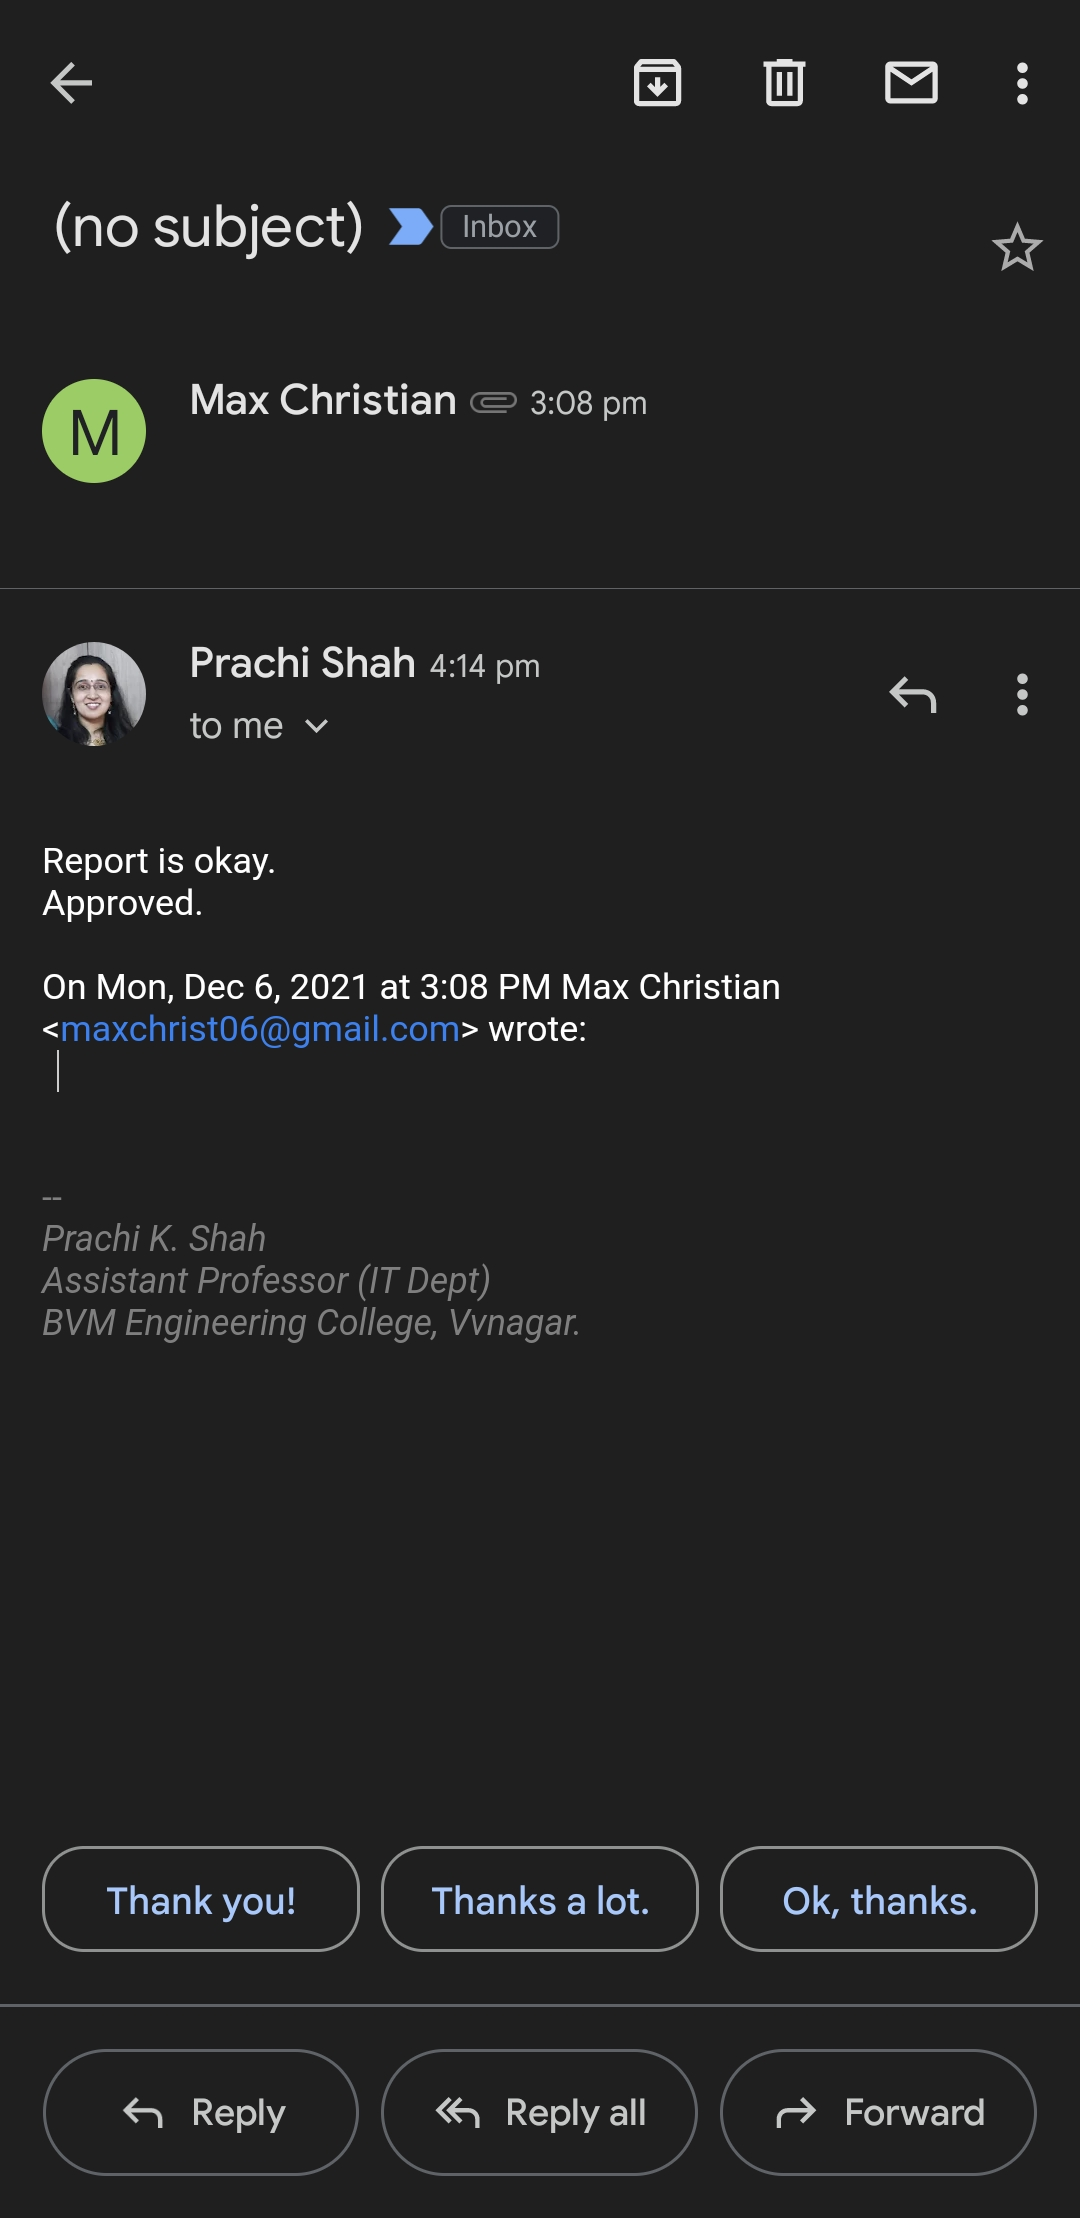 (no subject) Inbox
M
Max Christian 3:08 pm
Prachi Shah 4:14 pm
to me
Report is okay.
Approved.
On Mon, Dec 6, 2021 at 3:08 PM Max Christian
<maxchrist06@gmail.com> wrote:
--
Prachi K. Shah
Assistant Professor (IT Dept)
BVM Engineering College, Vvnagar.
Thank you! Thanks a lot. Ok, thanks.
Reply Reply all Forward